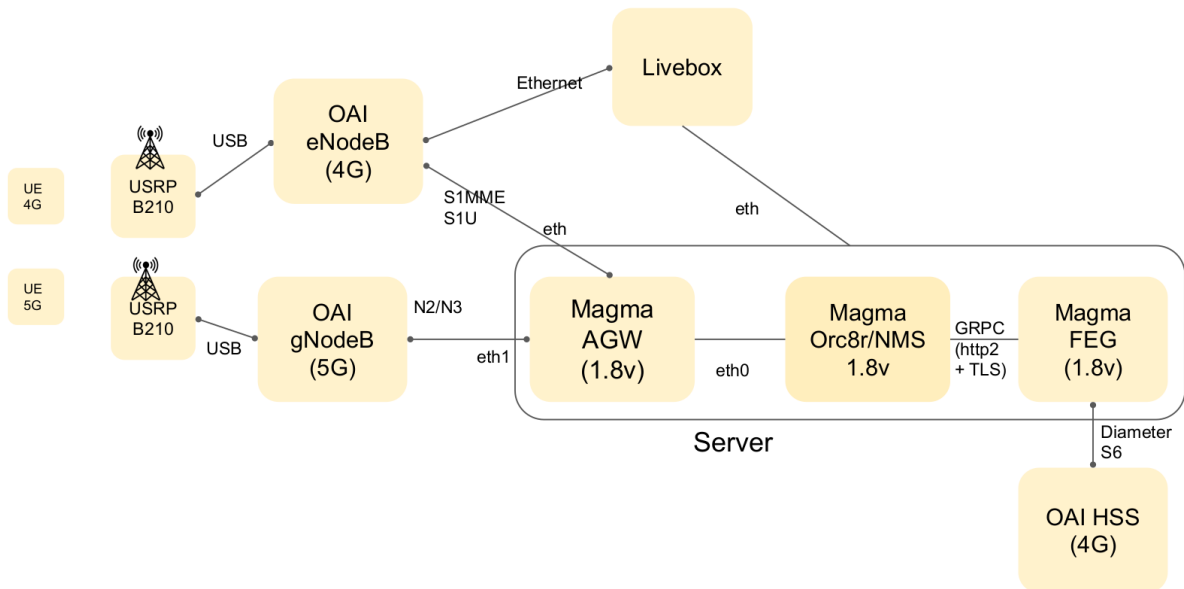 Livebox
Ethernet
OAI
eNodeB
(4G)
USB
UE
4G
USRP
B210
S1MME
S1U
eth
eth
UE
5G
USRP
B210
USB
OAI
gNodeB
(5G)
N2/N3
eth1
Magma
AGW
(1.8v)
eth0
Magma
Orc8r/NMS
1.8v
GRPC
(http2
+ TLS)
Magma
FEG
(1.8v)
Server
Diameter
S6
OAI HSS
(4G)